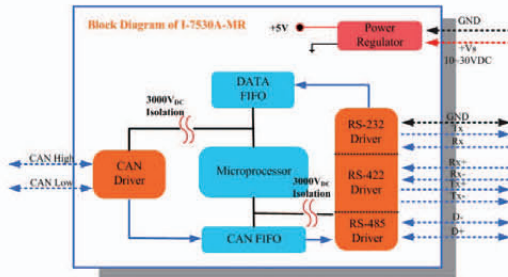 Block Diagram of I-7530A-MR
+5V
Power
Regulator
GND
+Vs
10~30VDC
DATA
FIFO
3000VDC
Isolation
CAN High
CAN Low
CAN
Driver
Microprocessor
3000VDC
Isolation
CAN FIFO
RS-232
Driver
RS-422
Driver
RS-485
Driver
GND
Tx
Rx
Rx+
Rx-
Tx+
Tx-
D-
D+